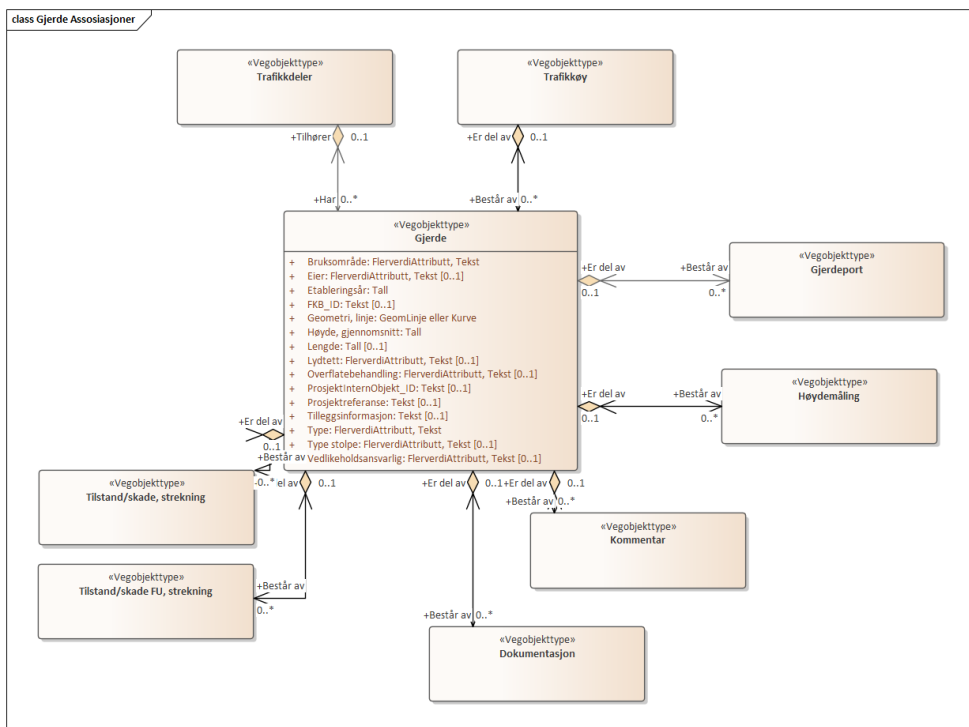 class Gjerde Assosiasjoner
«Vegobjekttype»
Trafikkdeler
«Vegobjekttype»
Trafikkøy
+Tilhører 0..1
+Er del av 0..1
+Har 0..*
+Består av 0..*
«Vegobjekttype»
Gjerde
+ Bruksområde: FlerverdiAttributt, Tekst
+ Eier: FlerverdiAttributt, Tekst [0..1]
+ Etableringsår: Tall
+ FKB_ID: Tekst [0..1]
+ Geometri, linje: GeomLinje eller Kurve
+ Høyde, gjennomsnitt: Tall
+ Lengde: Tall [0..1]
+ Lydtett: FlerverdiAttributt, Tekst [0..1]
+ Overflatebehandling: FlerverdiAttributt, Tekst [0..1]
+ ProsjektInternObjekt_ID: Tekst [0..1]
+ Prosjektreferanse: Tekst [0..1]
+ Tilleggsinformasjon: Tekst [0..1]
+ Type: FlerverdiAttributt, Tekst
+ Type stolpe: FlerverdiAttributt, Tekst [0..1]
+ Vedlikeholdsansvarlig: FlerverdiAttributt, Tekst [0..1]
+Er del av
0..1
+Består av
0..*
«Vegobjekttype»
Gjerdeport
+Er del av
0..1
+Består av
0..*
«Vegobjekttype»
Høydemåling
+Er del av
0..1
+Består av
0..*
«Vegobjekttype»
Tilstand/skade, strekning
el av 0..1
+Består av
0..*
«Vegobjekttype»
Tilstand/skade FU, strekning
+Er del av 0..1
+Består av 0..*
«Vegobjekttype»
Dokumentasjon
+Er del av 0..1
+Består av 0..*
«Vegobjekttype»
Kommentar